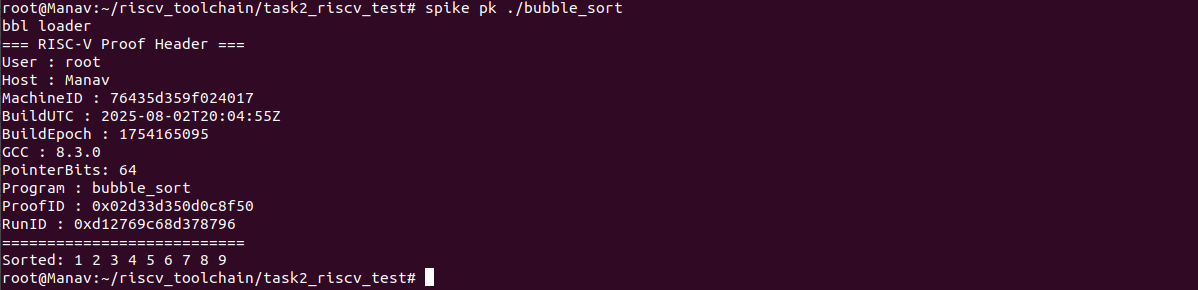 root@Manav:~/riscv_toolchain/task2_riscv_test# spike pk ./bubble_sort
bbl loader
=== RISC-V Proof Header ===
User : root
Host : Manav
MachineID : 76435d359f024017
BuildUTC : 2025-08-02T20:04:55Z
BuildEpoch : 1754165095
GCC : 8.3.0
PointerBits: 64
Program : bubble_sort
ProofID : 0x02d33d350d0c8f50
RunID : 0xd12769c68d378796
===========================
Sorted: 1 2 3 4 5 6 7 8 9
root@Manav:~/riscv_toolchain/task2_riscv_test#